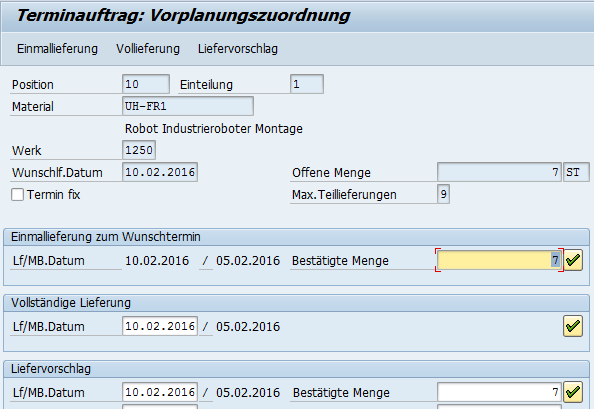 Terminauftrag: Vorplanungszuordnung
Einmallieferung Vollieferung Liefervorschlag
Position 10 Einteilung 1
Material UH-FR1
Robot Industrieroboter Montage
Werk 1250
Wunschlf.Datum 10.02.2016 Offene Menge 7 ST
Termin fix Max.Teillieferungen 9
Einmallieferung zum Wunschtermin
Lf/MB.Datum 10.02.2016 / 05.02.2016 Bestätigte Menge 7
Vollständige Lieferung
Lf/MB.Datum 10.02.2016 / 05.02.2016
Liefervorschlag
Lf/MB.Datum 10.02.2016 / 05.02.2016 Bestätigte Menge 7